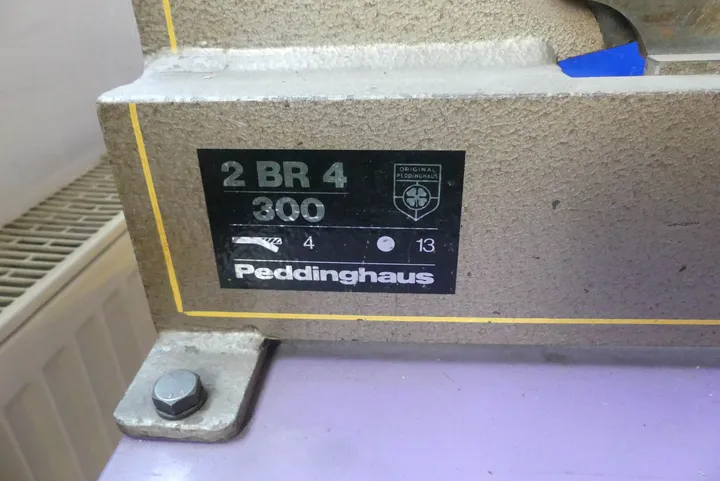 2 BR 4
300
ORIGINAL
PEDDINGHAUS
4 13
Peddinghaus